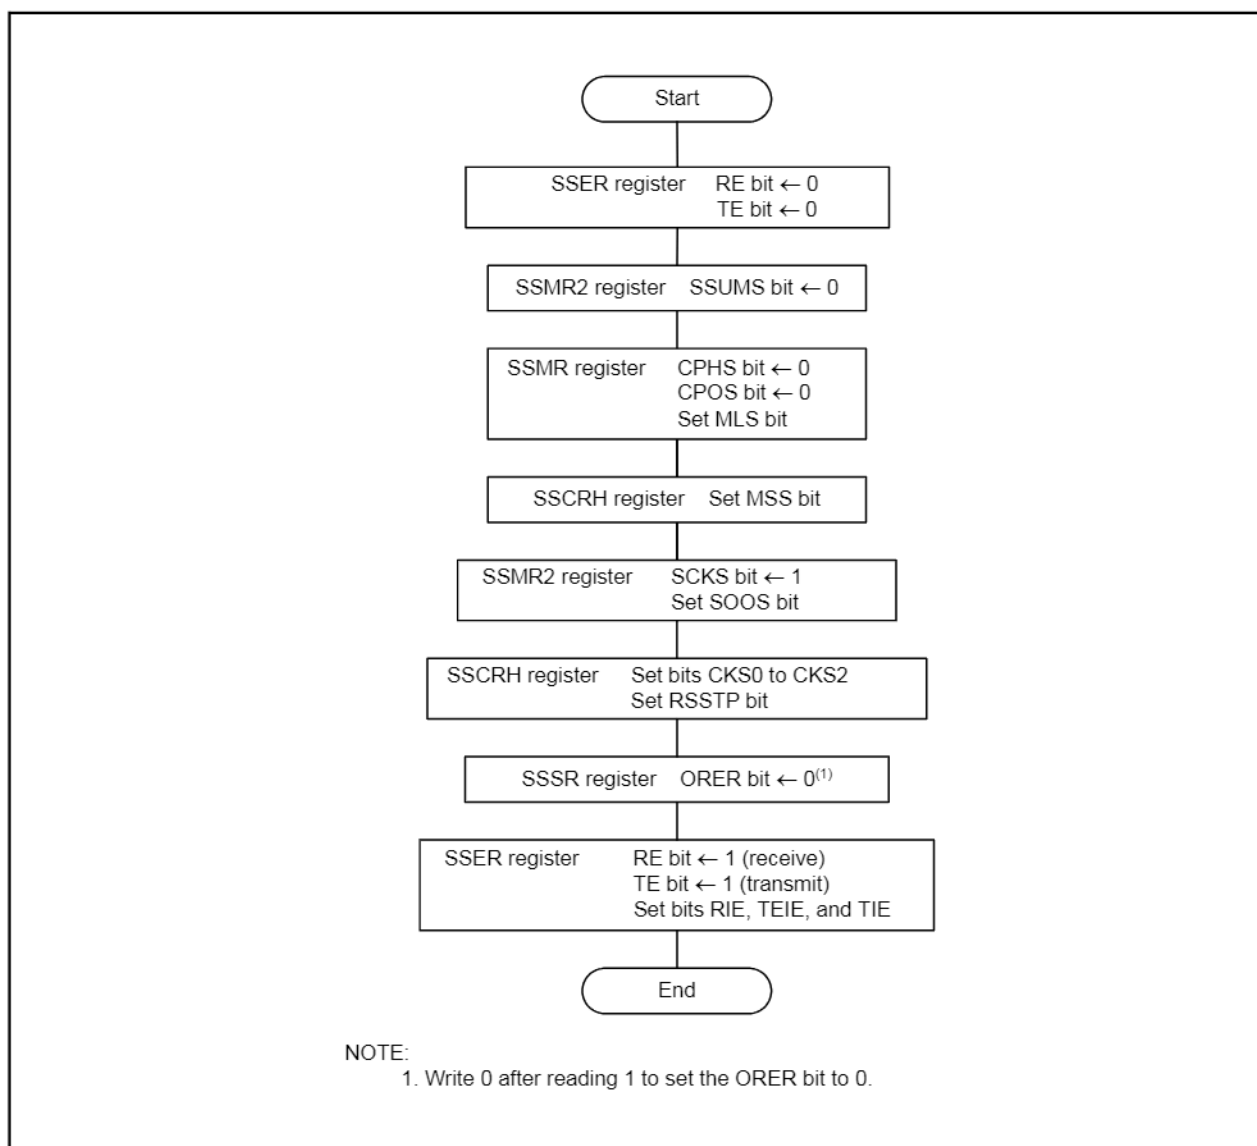 Start
SSER register RE bit ← 0
TE bit ← 0
SSMR2 register SSUMS bit ← 0
SSMR register CPHS bit ← 0
CPOS bit ← 0
Set MLS bit
SSCRH register Set MSS bit
SSMR2 register SCKS bit ← 1
Set SOOS bit
SSCRH register Set bits CKS0 to CKS2
Set RSSTP bit
SSSR register ORER bit ← 0(1)
SSER register RE bit ← 1 (receive)
TE bit ← 1 (transmit)
Set bits RIE, TEIE, and TIE
End
NOTE:
1. Write 0 after reading 1 to set the ORER bit to 0.